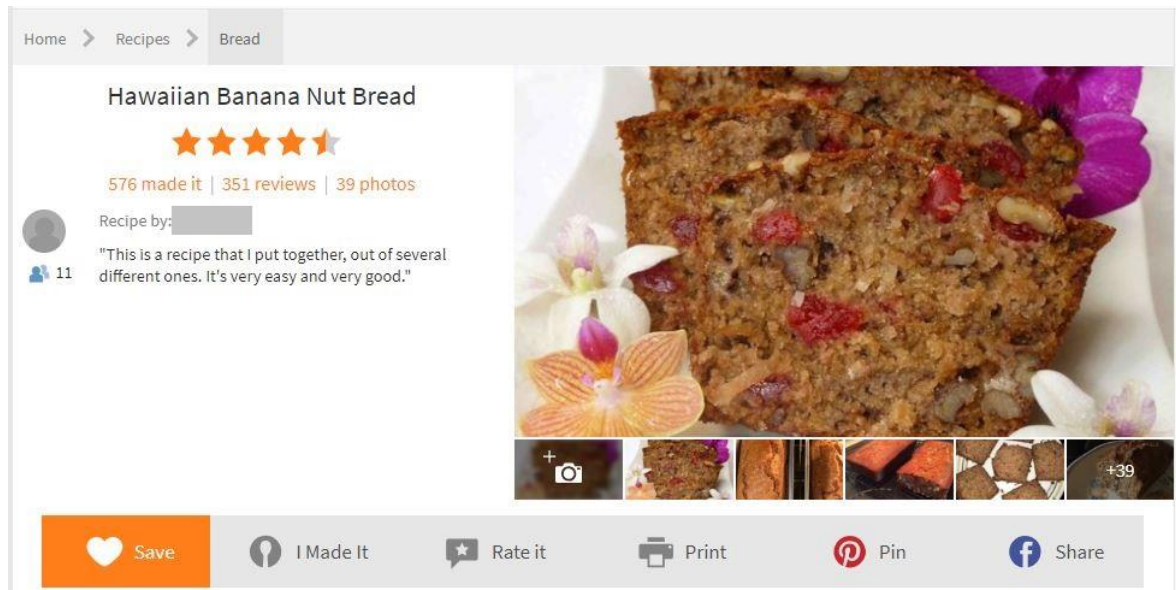 Home Recipes Bread
Hawaiian Banana Nut Bread
576 made it | 351 reviews | 39 photos
Recipe by:
"This is a recipe that I put together, out of several
different ones. It's very easy and very good."
11
+
+39
Save I Made It Rate it Print Pin Share